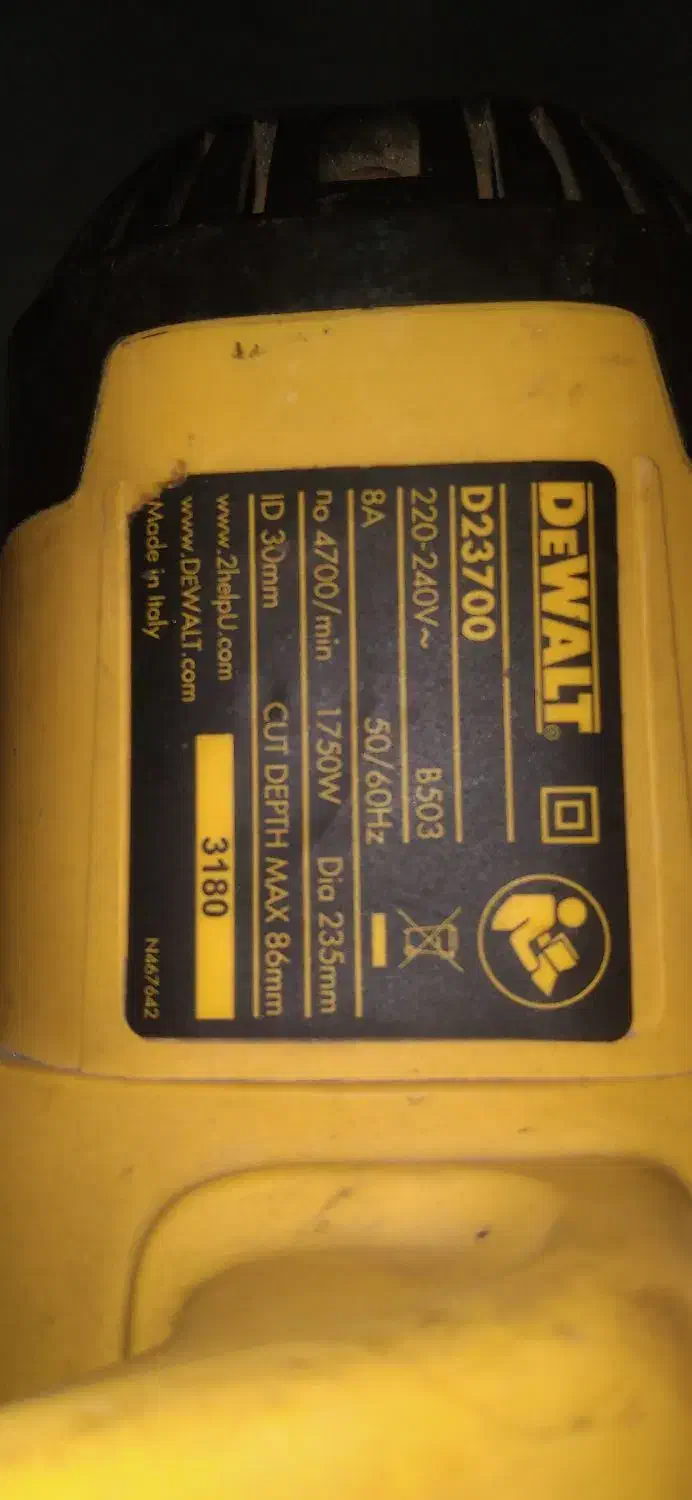 DEWALT®
D23700
220-240V~ B503
8A 50/60Hz
no 4700/min 1750W Dia 235mm
ID 30mm CUT DEPTH MAX 86mm
www.2helpU.com
3180
www.DEWALT.com
Made in Italy
N467642